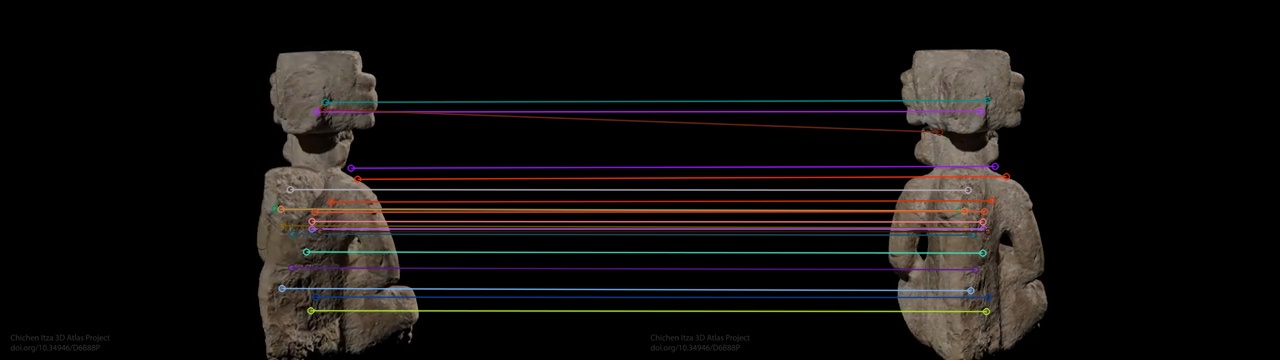 Chichen Itza 3D Atlas Project
doi.org/10.34946/D6B88P
Chichen Itza 3D Atlas Project
doi.org/10.34946/D6B88P